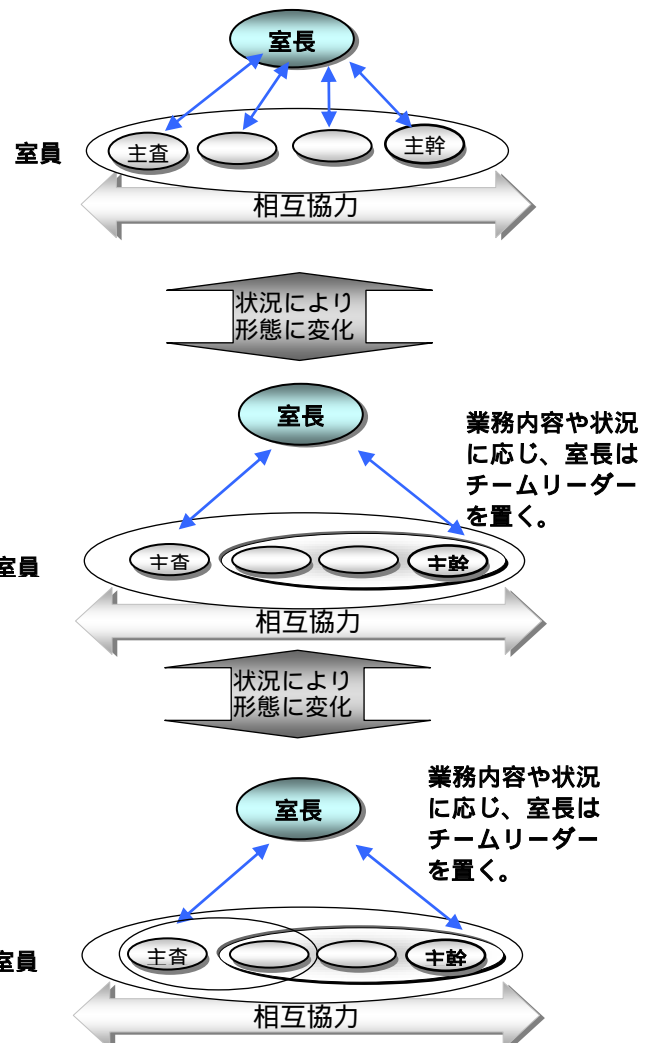 室長
室員
主査
主幹
相互協力
状況により
形態に変化
室長
業務内容や状況
に応じ、室長は
チームリーダー
を置く。
室員
主査
主幹
相互協力
状況により
形態に変化
室長
業務内容や状況
に応じ、室長は
チームリーダー
を置く。
室員
主査
主幹
相互協力